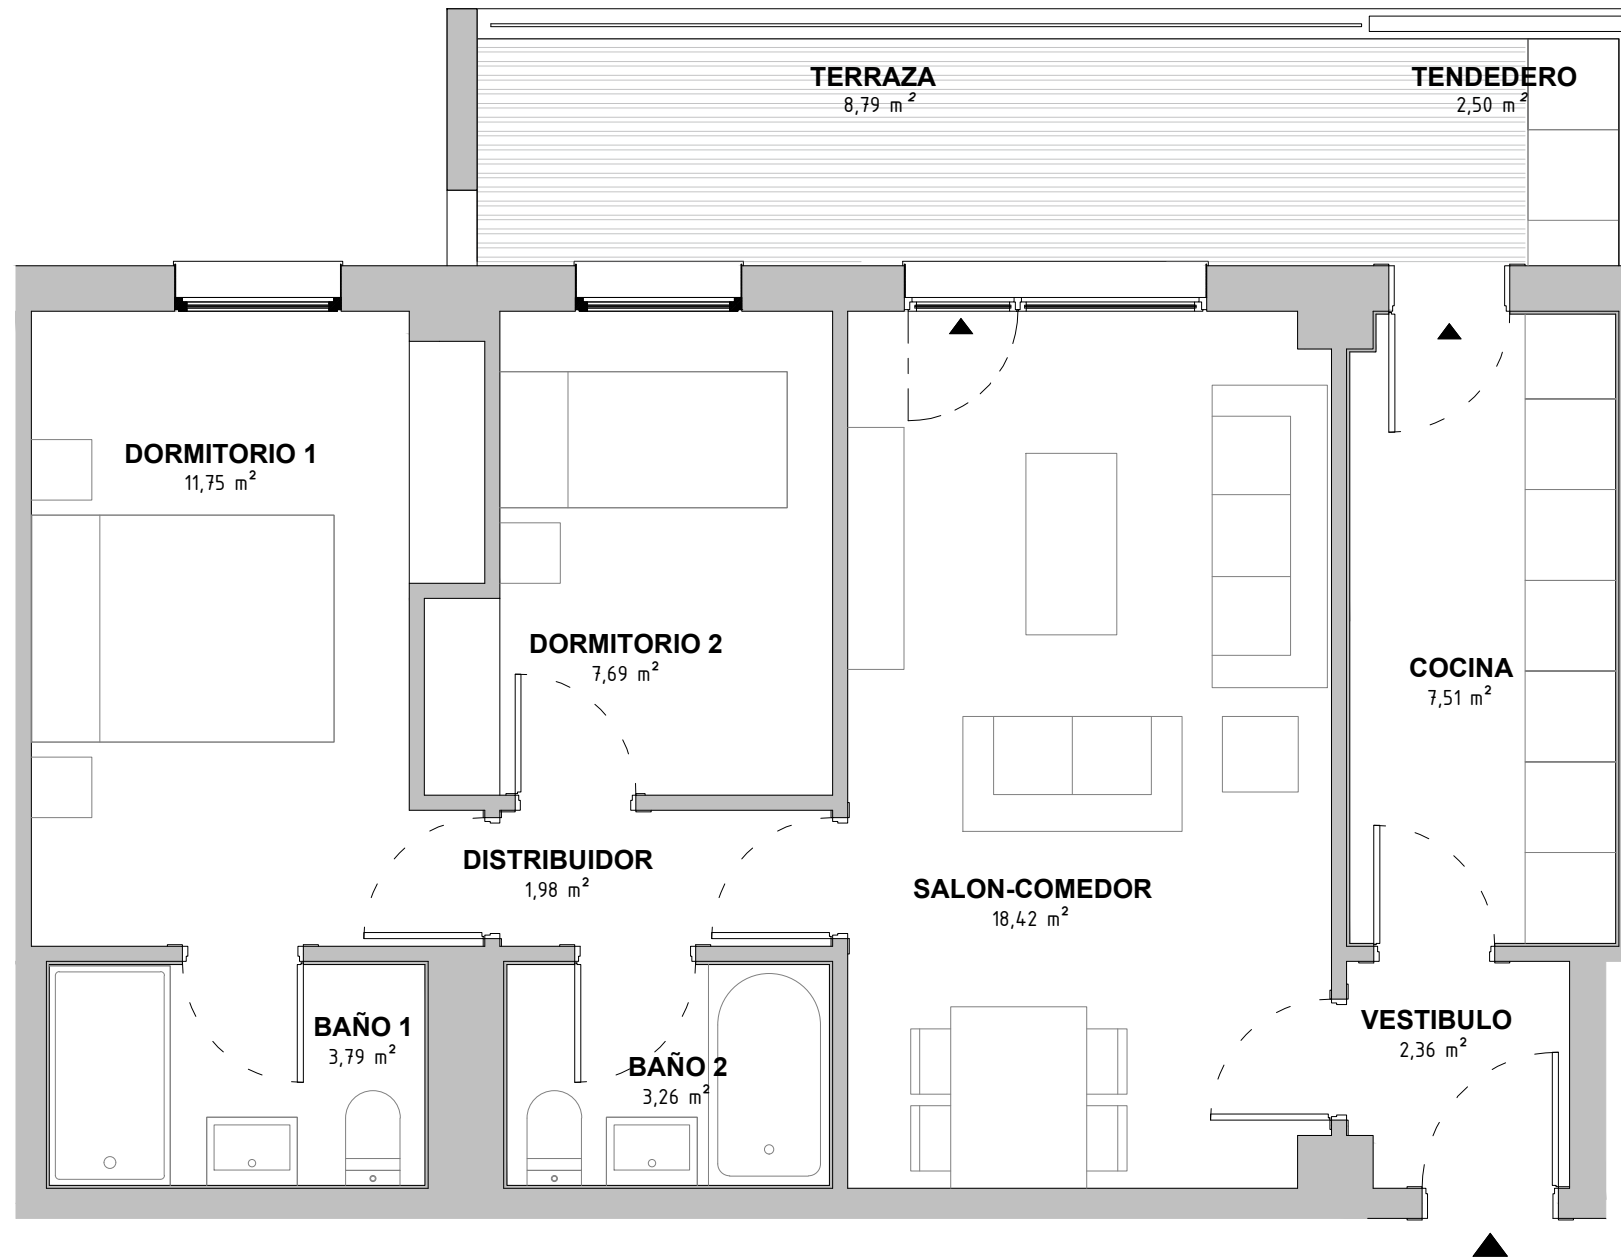 TERRAZA
8,79 m²
TENDEDERO
2,50 m²
DORMITORIO 1
11,75 m²
DORMITORIO 2
7,69 m²
COCINA
7,51 m²
DISTRIBUIDOR
1,98 m²
SALON-COMEDOR
18,42 m²
BAÑO 1
3,79 m²
BAÑO 2
3,26 m²
VESTIBULO
2,36 m²